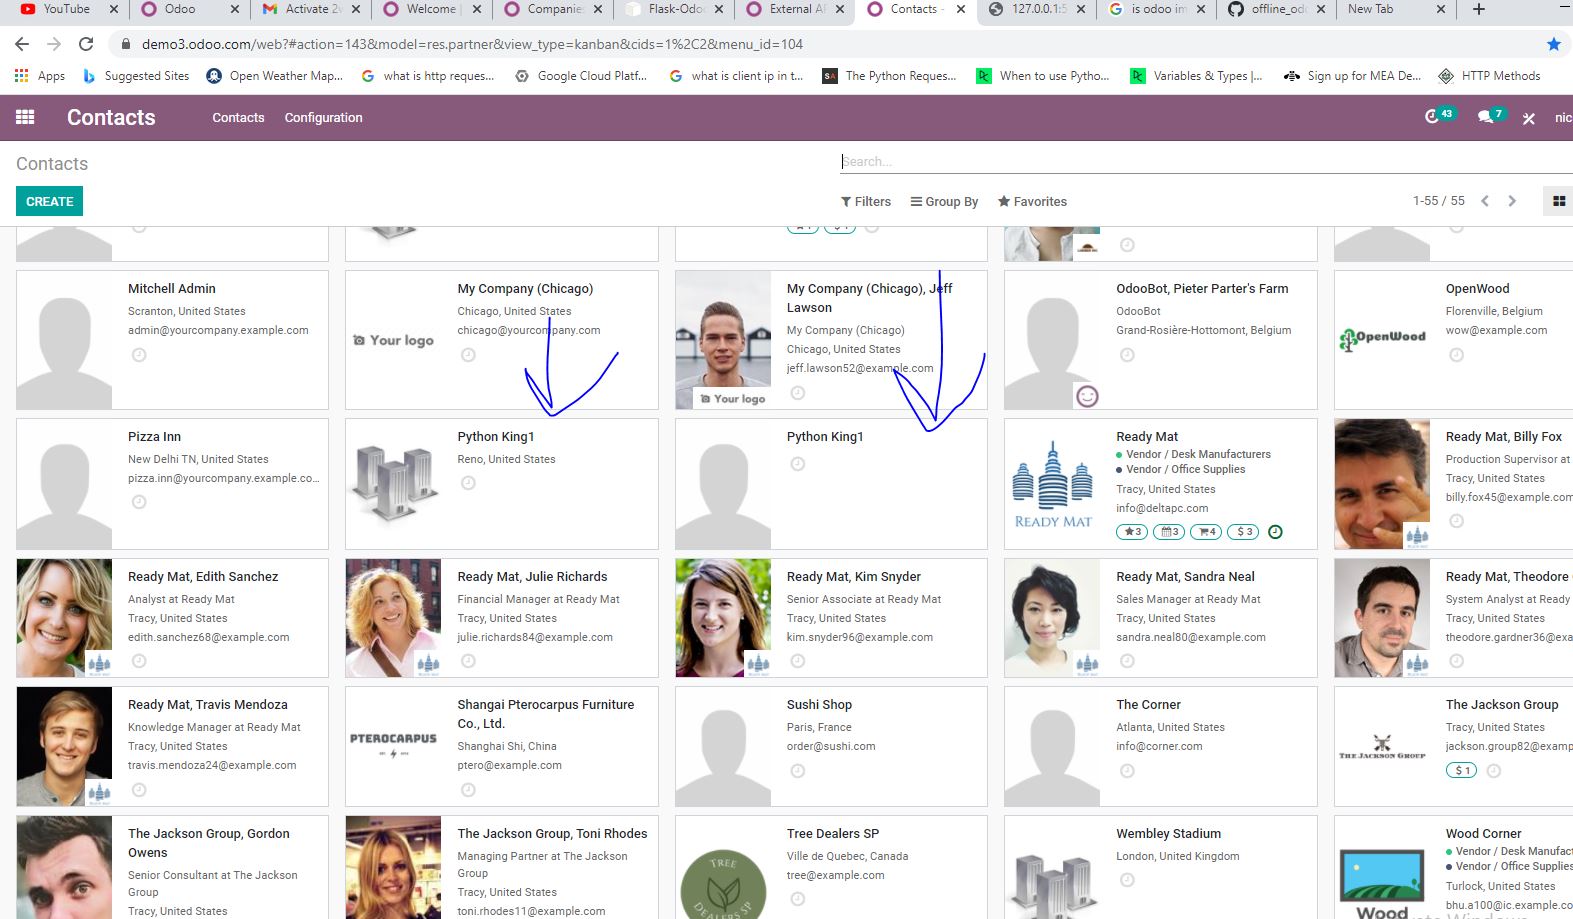 YouTube
Odoo
Activate 2
Welcome
Companies
Flask-Odoo
External A
Contacts -
127.0.0.1:5
is odoo im
offline_od
New Tab
demo3.odoo.com/web?#action=143&model=res.partner&view_type=kanban&cids=1%2C2&menu_id=104
Apps
Suggested Sites
Open Weather Map...
what is http reques...
Google Cloud Platf...
what is client ip in t...
The Python Reques...
When to use Pytho...
Variables & Types |...
Sign up for MEA De...
HTTP Methods
Contacts
Contacts
Configuration
43
7
nic
Contacts
Search...
CREATE
Filters
Group By
Favorites
1-55 / 55
Mitchell Admin
Scranton, United States
admin@yourcompany.example.com
Your logo
My Company (Chicago)
Chicago, United States
chicago@yourcompany.com
Your logo
My Company (Chicago), Jeff
Lawson
My Company (Chicago)
Chicago, United States
jeff.lawson52@example.com
OdooBot, Pieter Parter's Farm
OdooBot
Grand-Rosière-Hottomont, Belgium
OpenWood
OpenWood
Florenville, Belgium
wow@example.com
Pizza Inn
New Delhi TN, United States
pizza.inn@yourcompany.example.co...
Python King1
Reno, United States
Python King1
READY MAT
Ready Mat
Vendor / Desk Manufacturers
Vendor / Office Supplies
Tracy, United States
info@deltapc.com
3
3
4
$ 3
Ready Mat, Billy Fox
Production Supervisor at
Tracy, United States
billy.fox45@example.com
Ready Mat, Edith Sanchez
Analyst at Ready Mat
Tracy, United States
edith.sanchez68@example.com
Ready Mat, Julie Richards
Financial Manager at Ready Mat
Tracy, United States
julie.richards84@example.com
Ready Mat, Kim Snyder
Senior Associate at Ready Mat
Tracy, United States
kim.snyder96@example.com
Ready Mat, Sandra Neal
Sales Manager at Ready Mat
Tracy, United States
sandra.neal80@example.com
Ready Mat, Theodore
System Analyst at Ready
Tracy, United States
theodore.gardner36@exa
Ready Mat, Travis Mendoza
Knowledge Manager at Ready Mat
Tracy, United States
travis.mendoza24@example.com
PTEROCARPUS
Shangai Pterocarpus Furniture
Co., Ltd.
Shanghai Shi, China
ptero@example.com
Sushi Shop
Paris, France
order@sushi.com
The Corner
Atlanta, United States
info@corner.com
THE JACKSON GROUP
The Jackson Group
Tracy, United States
jackson.group82@examp
$ 1
The Jackson Group, Gordon
Owens
Senior Consultant at The Jackson
Group
Tracy, United States
The Jackson Group, Toni Rhodes
Managing Partner at The Jackson
Group
Tracy, United States
toni.rhodes11@example.com
TREE
DEALERS SP
Tree Dealers SP
Ville de Quebec, Canada
tree@example.com
Wembley Stadium
London, United Kingdom
Wood
Wood Corner
Vendor / Desk Manufact
Vendor / Office Supplies
Turlock, United States
bhu.a100@ic.example.com